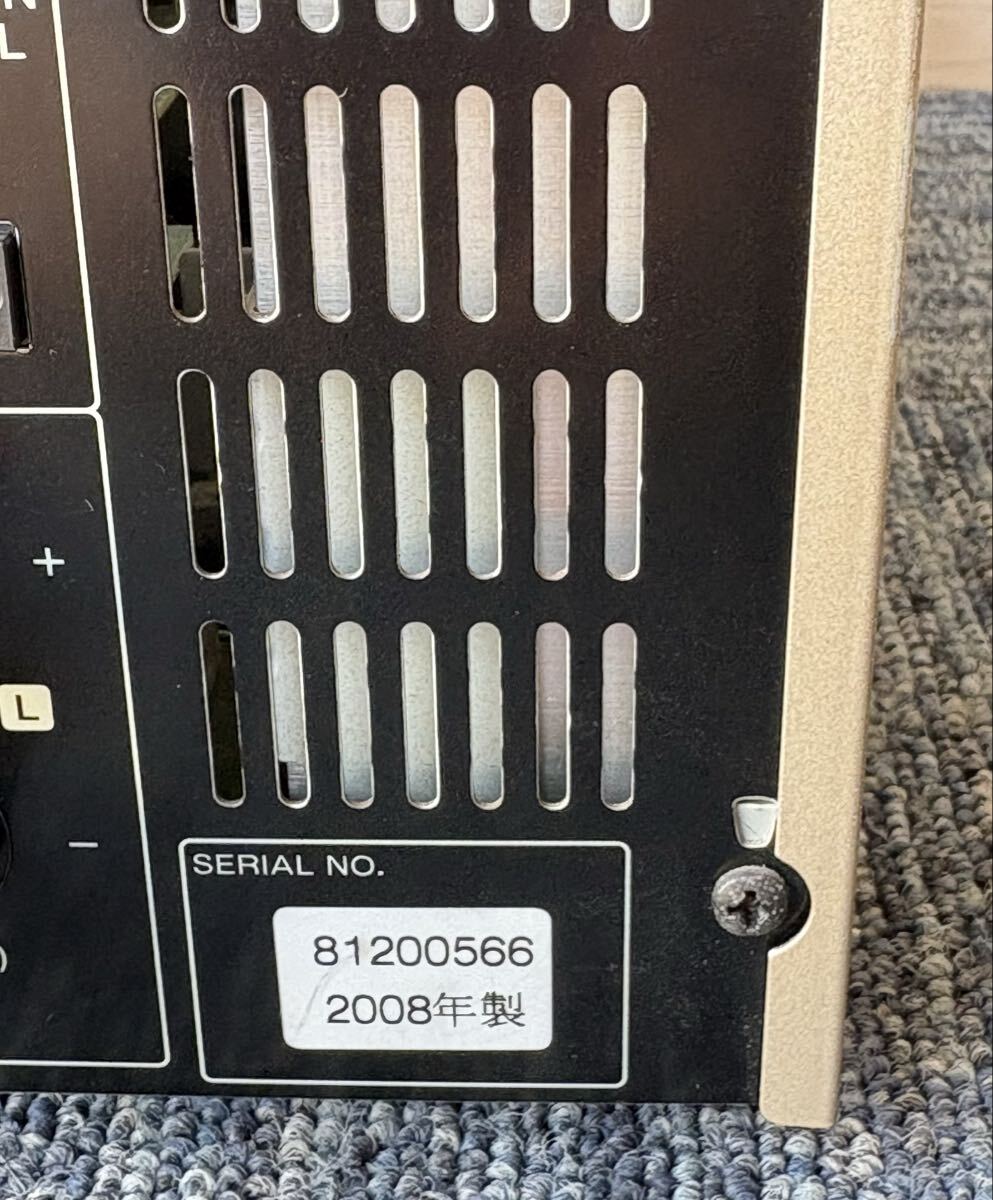 N
L
+
L
−
)
SERIAL NO.
81200566
2008年製